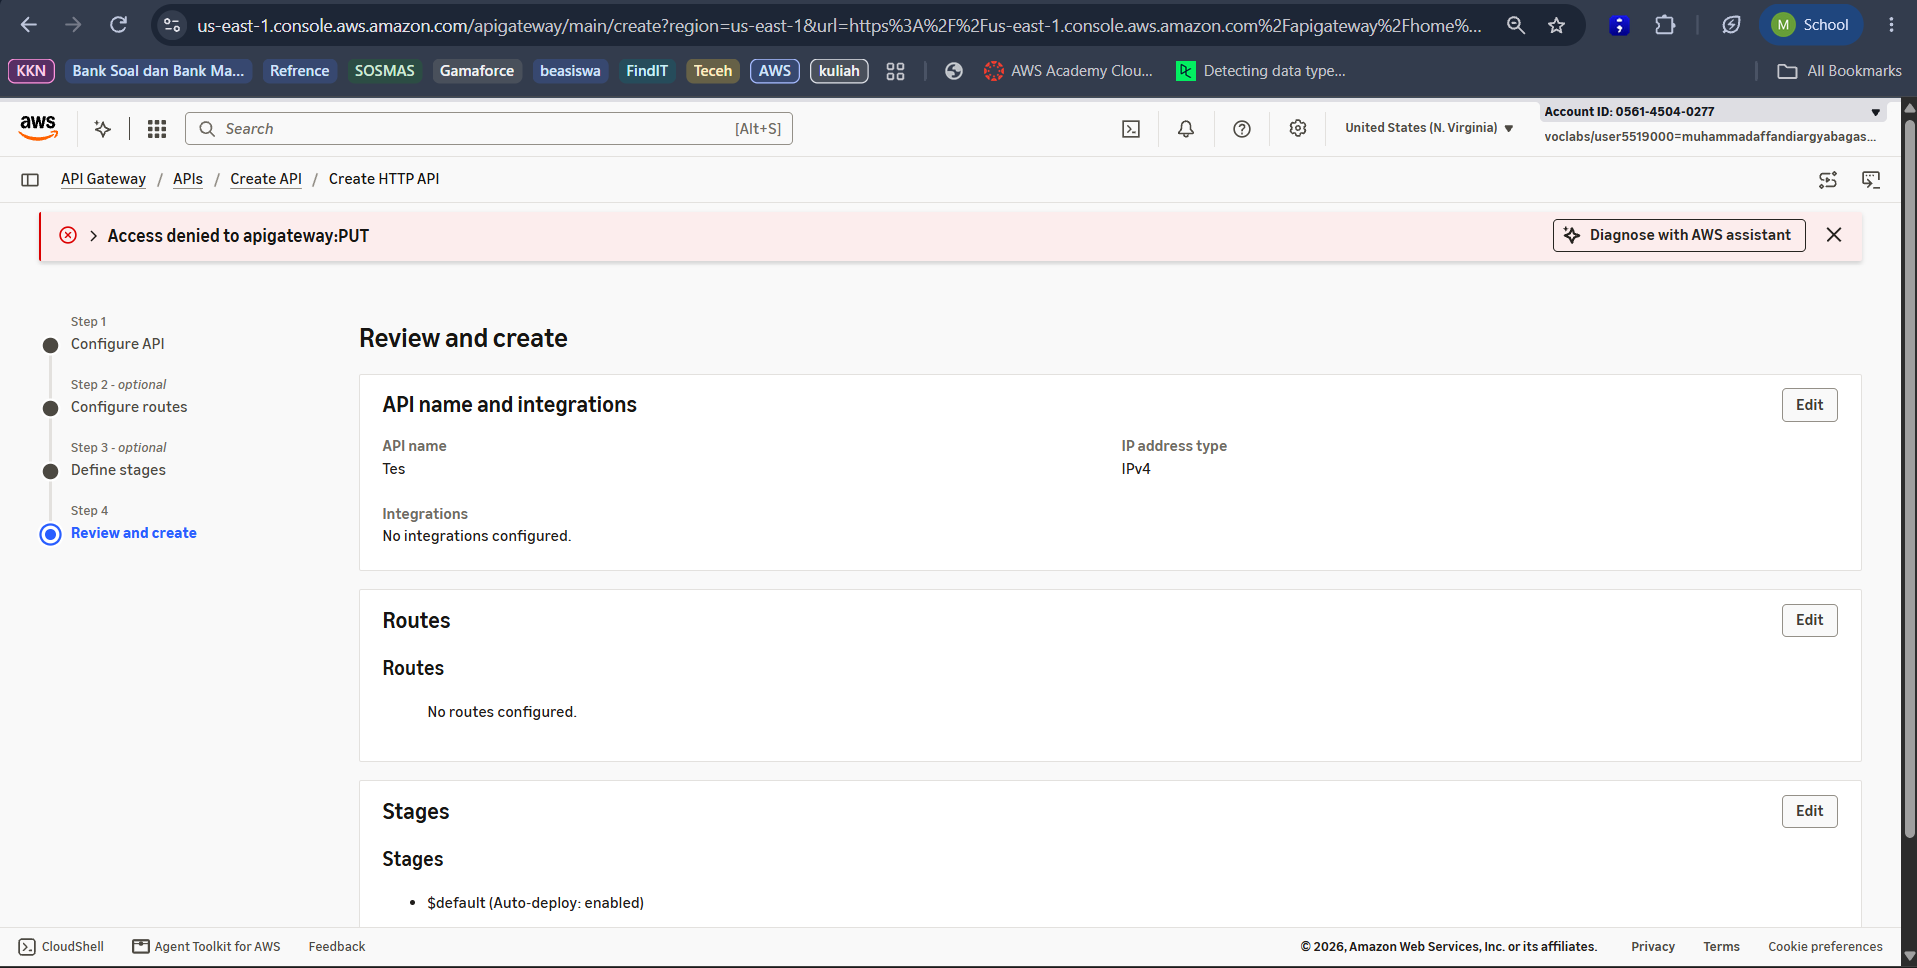 us-east-1.console.aws.amazon.com/apigateway/main/create?region=us-east-1&url=https%3A%2F%2Fus-east-1.console.aws.amazon.com%2Fapigateway%2Fhome%...
M School
KKN Bank Soal dan Bank Ma... Refrence SOSMAS Gamaforce beasiswa FindIT Teceh AWS kuliah AWS Academy Clou... Detecting data type... All Bookmarks
aws Search [Alt+S] United States (N. Virginia) Account ID: 0561-4504-0277
voclabs/user5519000=muhammadaffandiargyabagas...
API Gateway / APIs / Create API / Create HTTP API
Access denied to apigateway:PUT Diagnose with AWS assistant
Step 1
Configure API
Step 2 - optional
Configure routes
Step 3 - optional
Define stages
Step 4
Review and create
Review and create
API name and integrations Edit
API name IP address type
Tes IPv4
Integrations
No integrations configured.
Routes Edit
Routes
No routes configured.
Stages Edit
Stages
• $default (Auto-deploy: enabled)
CloudShell Agent Toolkit for AWS Feedback © 2026, Amazon Web Services, Inc. or its affiliates. Privacy Terms Cookie preferences